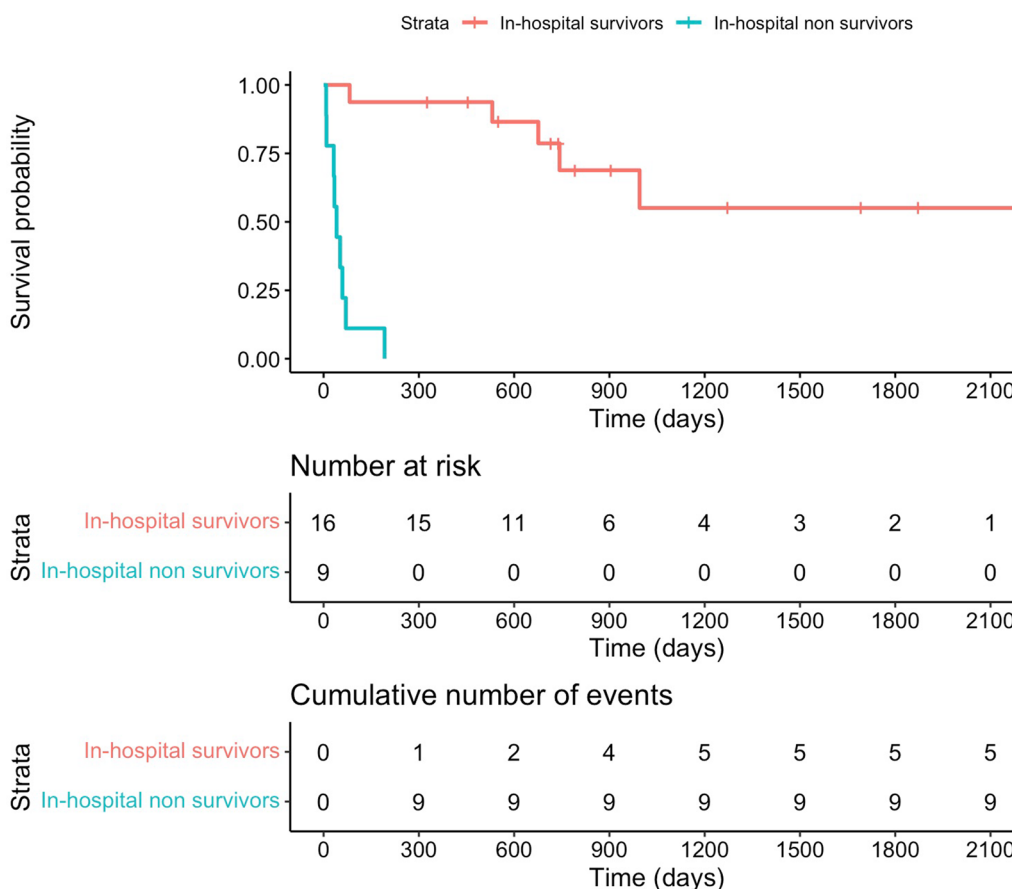 Strata In-hospital survivors In-hospital non survivors
Survival probability
1.00
0.75
0.50
0.25
0.00
0 300 600 900 1200 1500 1800 2100
Time (days)
Number at risk
Strata
In-hospital survivors 16 15 11 6 4 3 2 1
In-hospital non survivors 9 0 0 0 0 0 0 0
0 300 600 900 1200 1500 1800 2100
Time (days)
Cumulative number of events
Strata
In-hospital survivors 0 1 2 4 5 5 5 5
In-hospital non survivors 0 9 9 9 9 9 9 9
0 300 600 900 1200 1500 1800 2100
Time (days)